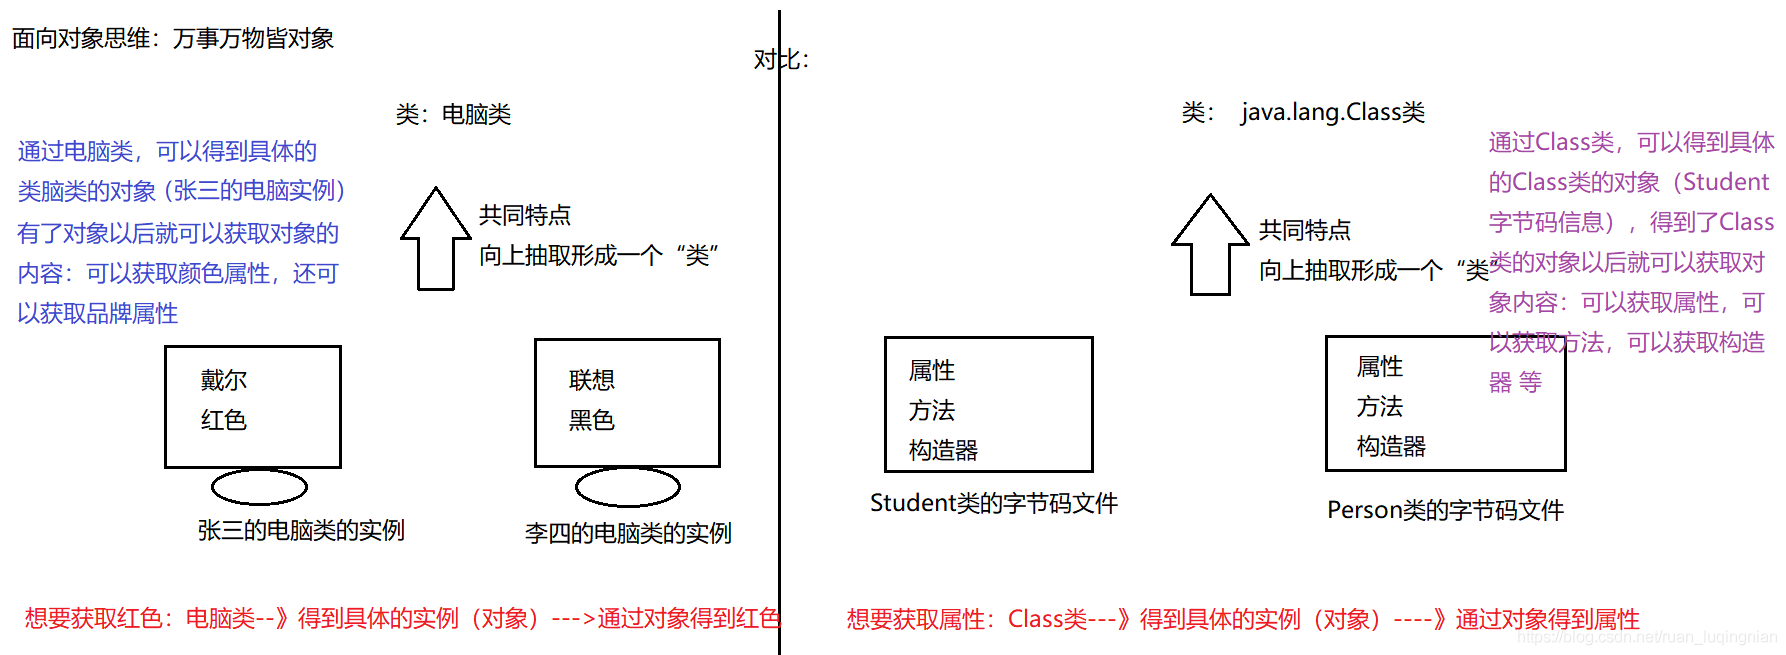 面向对象思维：万事万物皆对象
对比：
类：电脑类
通过电脑类，可以得到具体的
类脑类的对象（张三的电脑实例）
有了对象以后就可以获取对象的
内容：可以获取颜色属性，还可
以获取品牌属性
共同特点
向上抽取形成一个“类”
戴尔
红色
张三的电脑类的实例
联想
黑色
李四的电脑类的实例
想要获取红色：电脑类--》得到具体的实例（对象）--->通过对象得到红色
类： java.lang.Class类
通过Class类，可以得到具体
的Class类的对象（Student
字节码信息），得到了Class
类的对象以后就可以获取对
象内容：可以获取属性，可
以获取方法，可以获取构造
器 等
共同特点
向上抽取形成一个“类”
属性
方法
构造器
Student类的字节码文件
属性
方法
构造器
Person类的字节码文件
想要获取属性：Class类---》得到具体的实例（对象）----》通过对象得到属性
https://blog.csdn.net/ruan_luqingnian